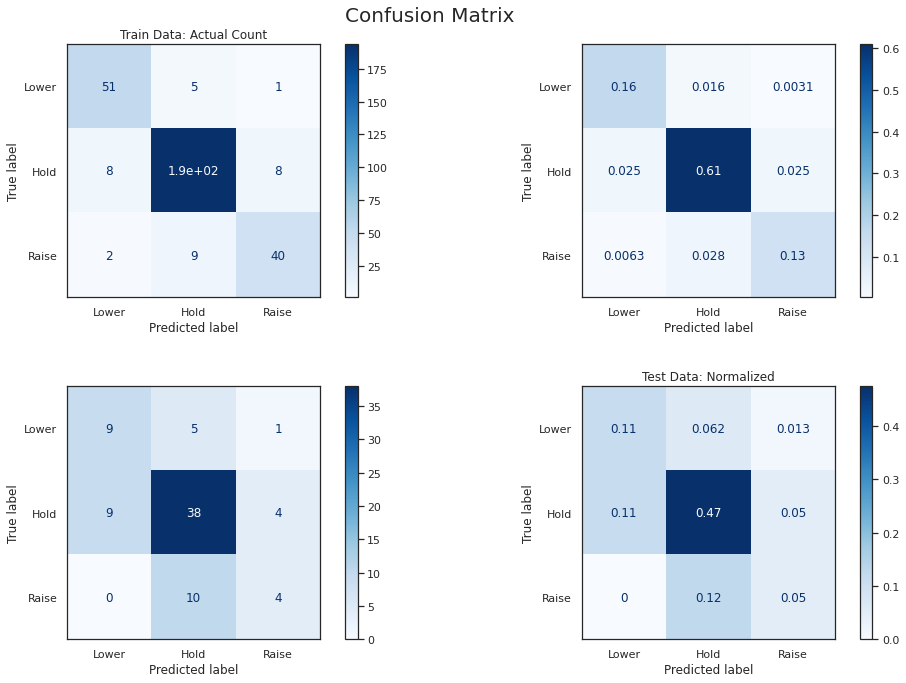 Confusion Matrix
Train Data: Actual Count
Lower 51 5 1
Hold 8 1.9e+02 8
Raise 2 9 40
Lower Hold Raise
Predicted label
True label
175
150
125
100
75
50
25
Lower 0.16 0.016 0.0031
Hold 0.025 0.61 0.025
Raise 0.0063 0.028 0.13
Lower Hold Raise
Predicted label
True label
0.6
0.5
0.4
0.3
0.2
0.1
Lower 9 5 1
Hold 9 38 4
Raise 0 10 4
Lower Hold Raise
Predicted label
True label
35
30
25
20
15
10
5
0
Test Data: Normalized
Lower 0.11 0.062 0.013
Hold 0.11 0.47 0.05
Raise 0 0.12 0.05
Lower Hold Raise
Predicted label
True label
0.4
0.3
0.2
0.1
0.0